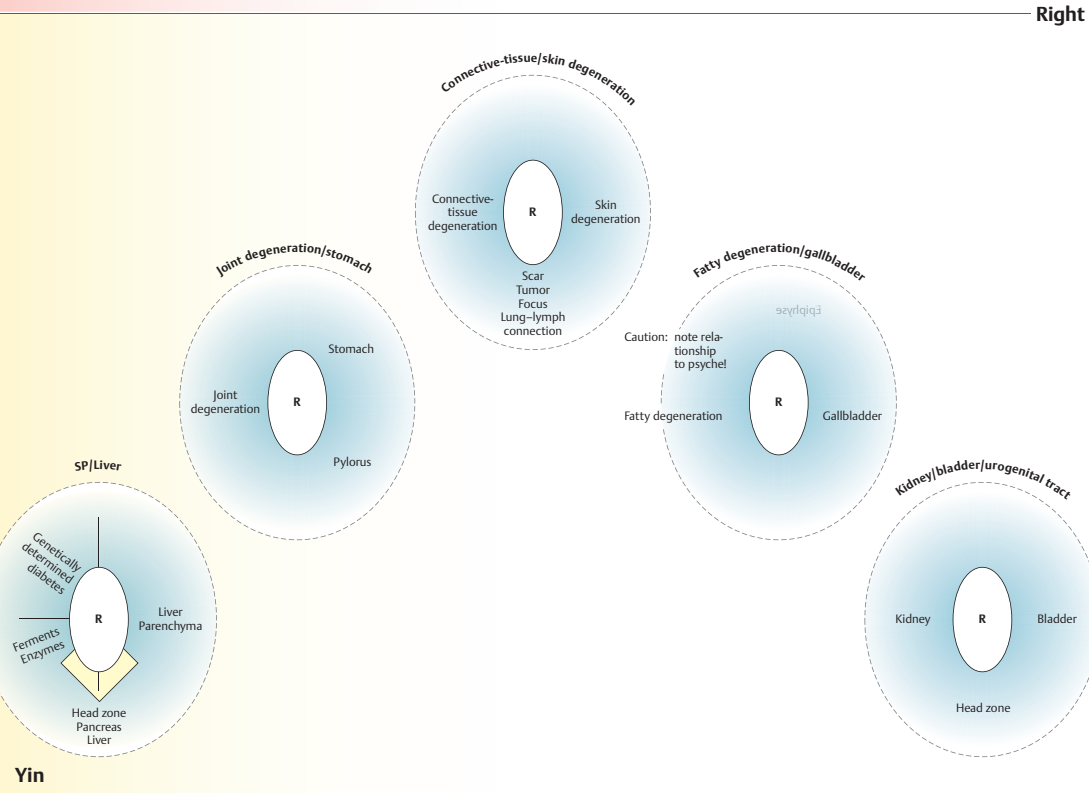 Right
Connective-tissue/skin degeneration
Connective-
tissue
degeneration
R
Skin
degeneration
Scar
Tumor
Focus
Lung–lymph
connection
Joint degeneration/stomach
Stomach
Joint
degeneration
R
Pylorus
Fatty degeneration/gallbladder
Epiphyse
Caution: note rela-
tionship
to psyche!
R
Fatty degeneration
Gallbladder
SP/Liver
Genetically
determined
diabetes
R
Liver
Parenchyma
Ferments
Enzymes
Head zone
Pancreas
Liver
Kidney/bladder/urogenital tract
Kidney
R
Bladder
Head zone
Yin